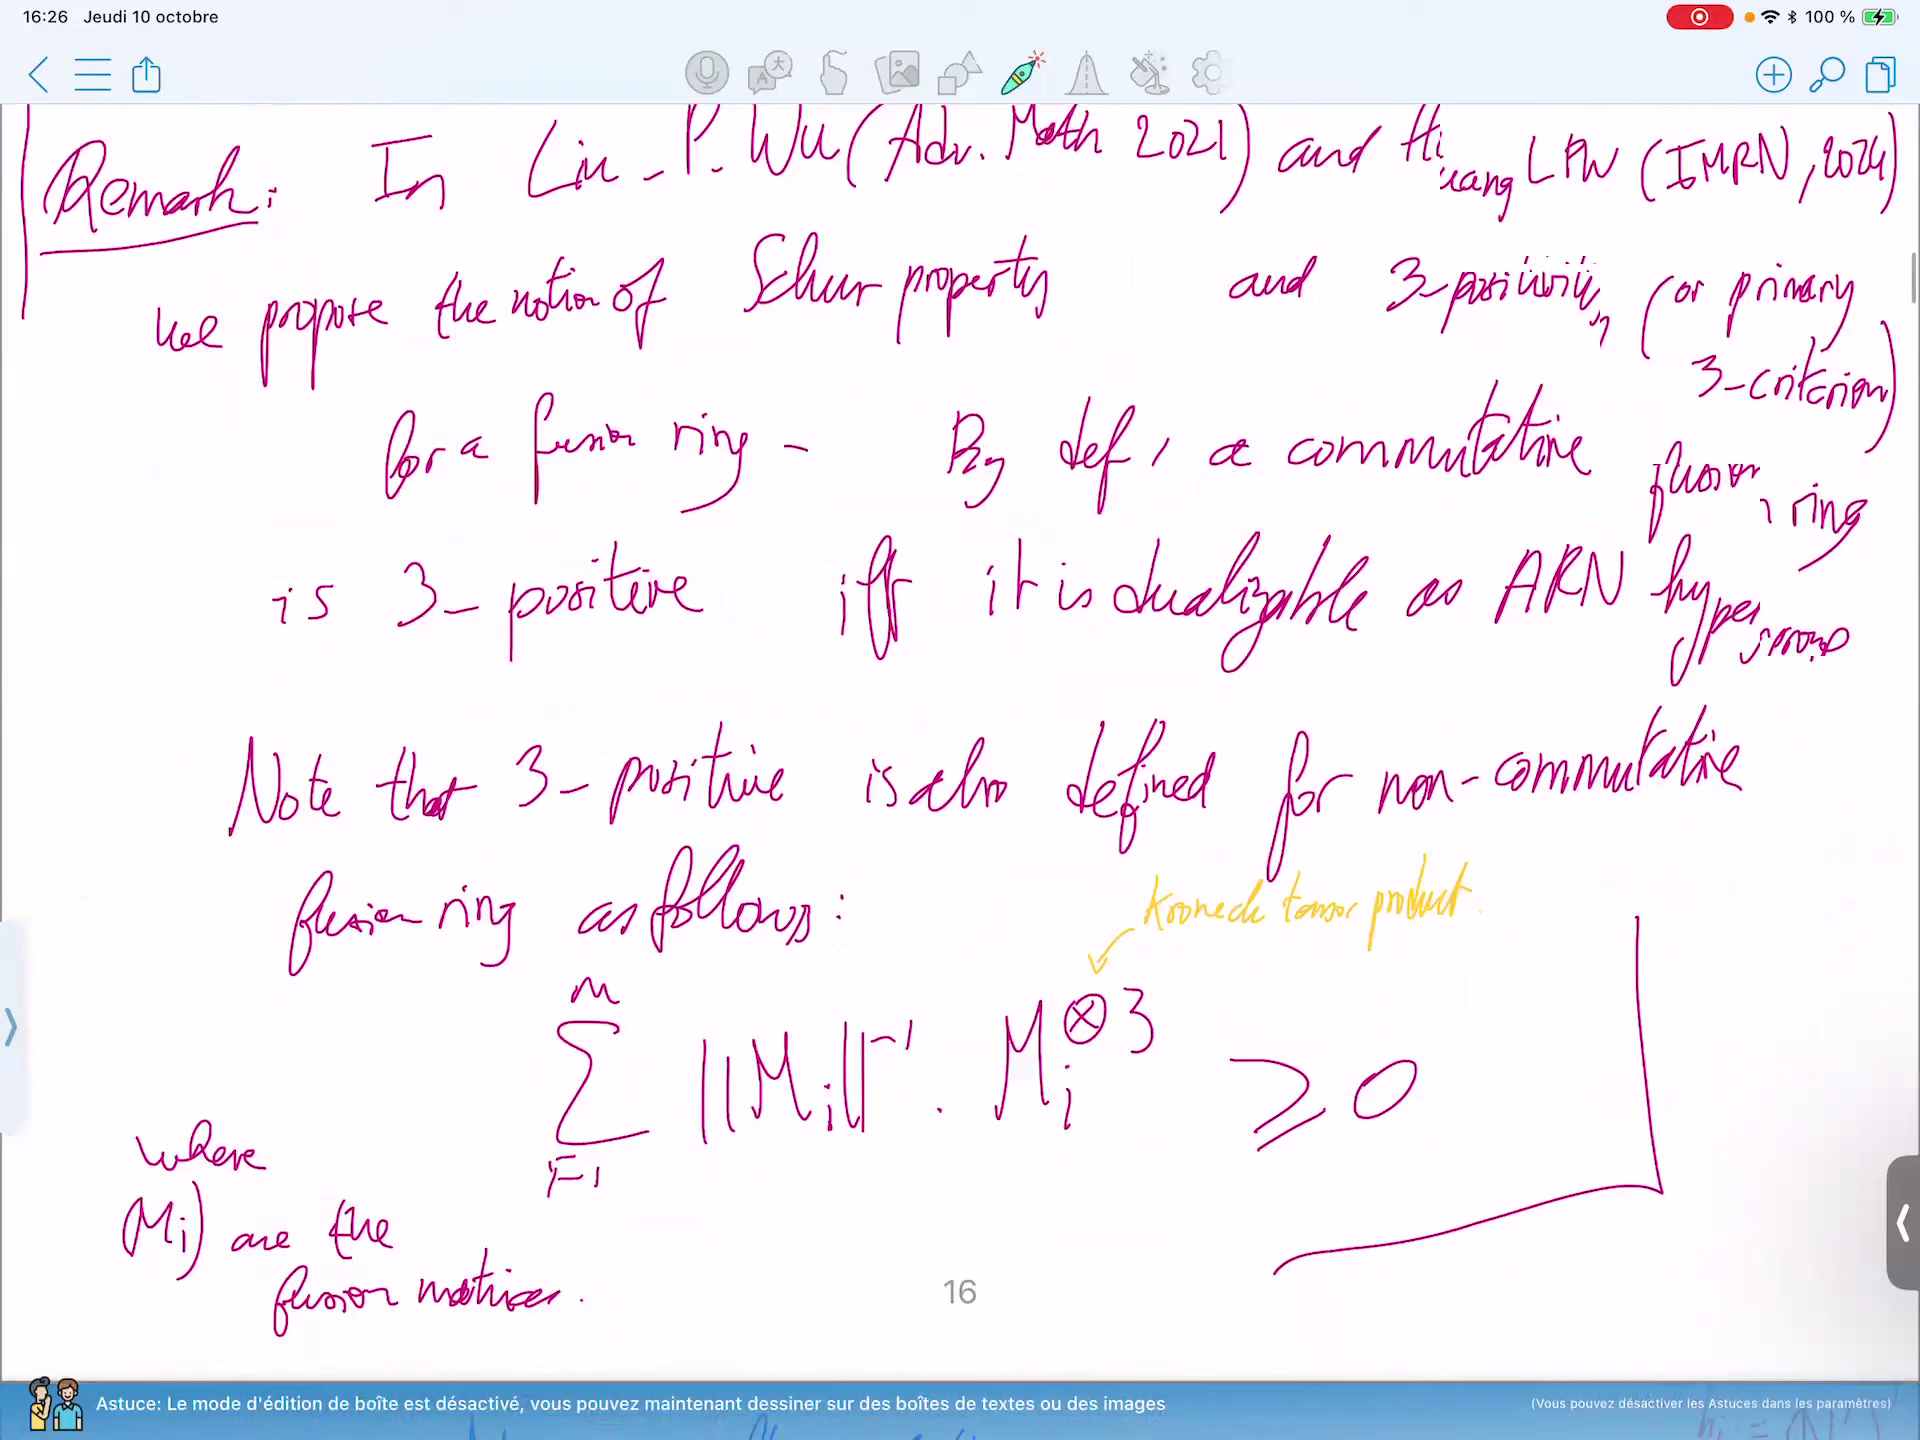 16:26 Jeudi 10 octobre 100 %
Remark: In Liu-P.Wu (Adv. Math 2021) and Huang LPW (IMRN, 2024)
we propose the notion of Schur property and 3-positivity (or primary
3-criterion)
for a fusion ring - By def, a commutative fusion ring
is 3-positive iff it is dualizable as ARN hypergroup
Note that 3-positive is also defined for non-commutative
fusion ring as follows:
Kronecke tensor product.
∑_{i=1}^{m} ||M_i||^{-1} . M_i^{⊗3} ≥ 0
where
(M_i) are the
fusion matrices.
16
Astuce: Le mode d'édition de boîte est désactivé, vous pouvez maintenant dessiner sur des boîtes de textes ou des images
(Vous pouvez désactiver les Astuces dans les paramètres)